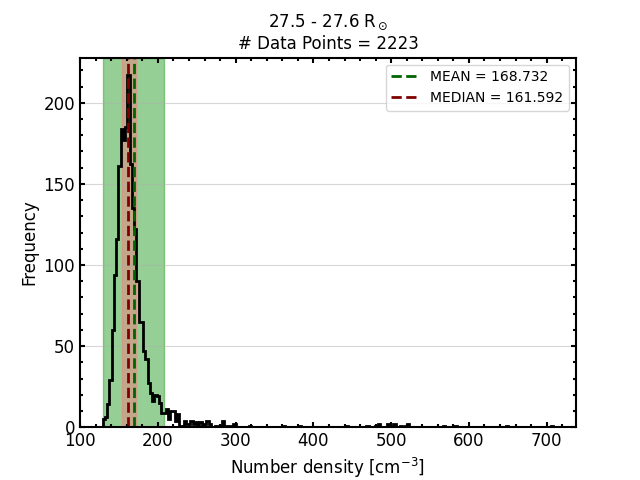 27.5 - 27.6 R⊙
# Data Points = 2223
MEAN = 168.732
MEDIAN = 161.592
Frequency
200
150
100
50
0
100 200 300 400 500 600 700
Number density [cm⁻³]